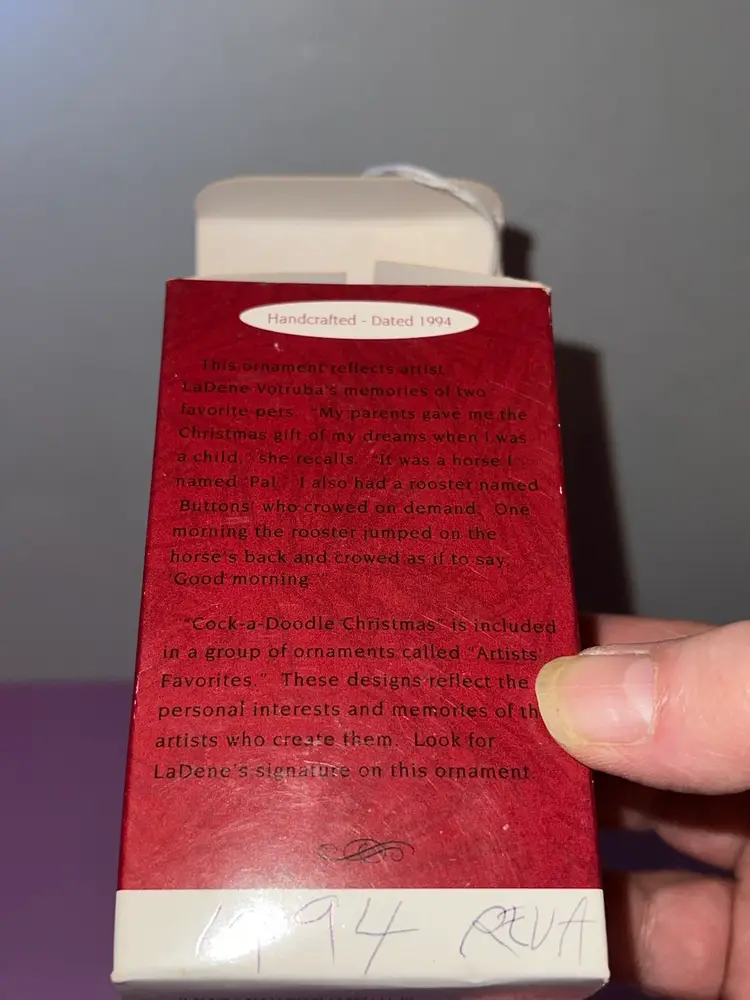 Handcrafted - Dated 1994
This ornament reflects artist
LaDene Votruba's memories of two
favorite pets. "My parents gave me the
Christmas gift of my dreams when I was
a child," she recalls. "It was a horse I
named 'Pal.' I also had a rooster named
'Buttons' who crowed on demand. One
morning the rooster jumped on the
horse's back and crowed as if to say,
'Good morning.'"
"Cock-a-Doodle Christmas" is included
in a group of ornaments called "Artists'
Favorites." These designs reflect the
personal interests and memories of th
artists who create them. Look for
LaDene's signature on this ornament.
1994 REVA